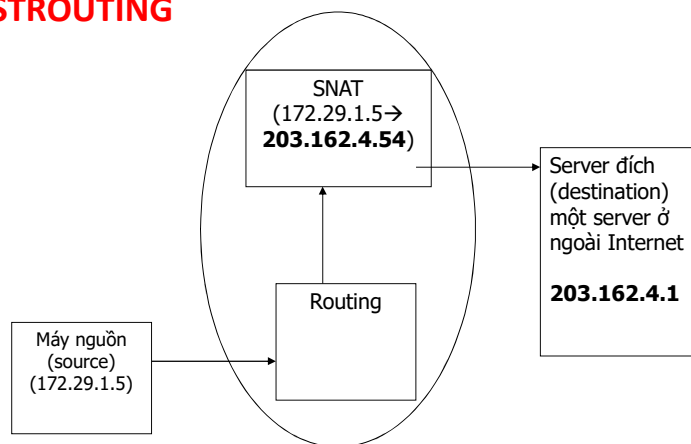 STROUTING
SNAT
(172.29.1.5→
203.162.4.54)
Server đích
(destination)
một server ở
ngoài Internet
203.162.4.1
Routing
Máy nguồn
(source)
(172.29.1.5)